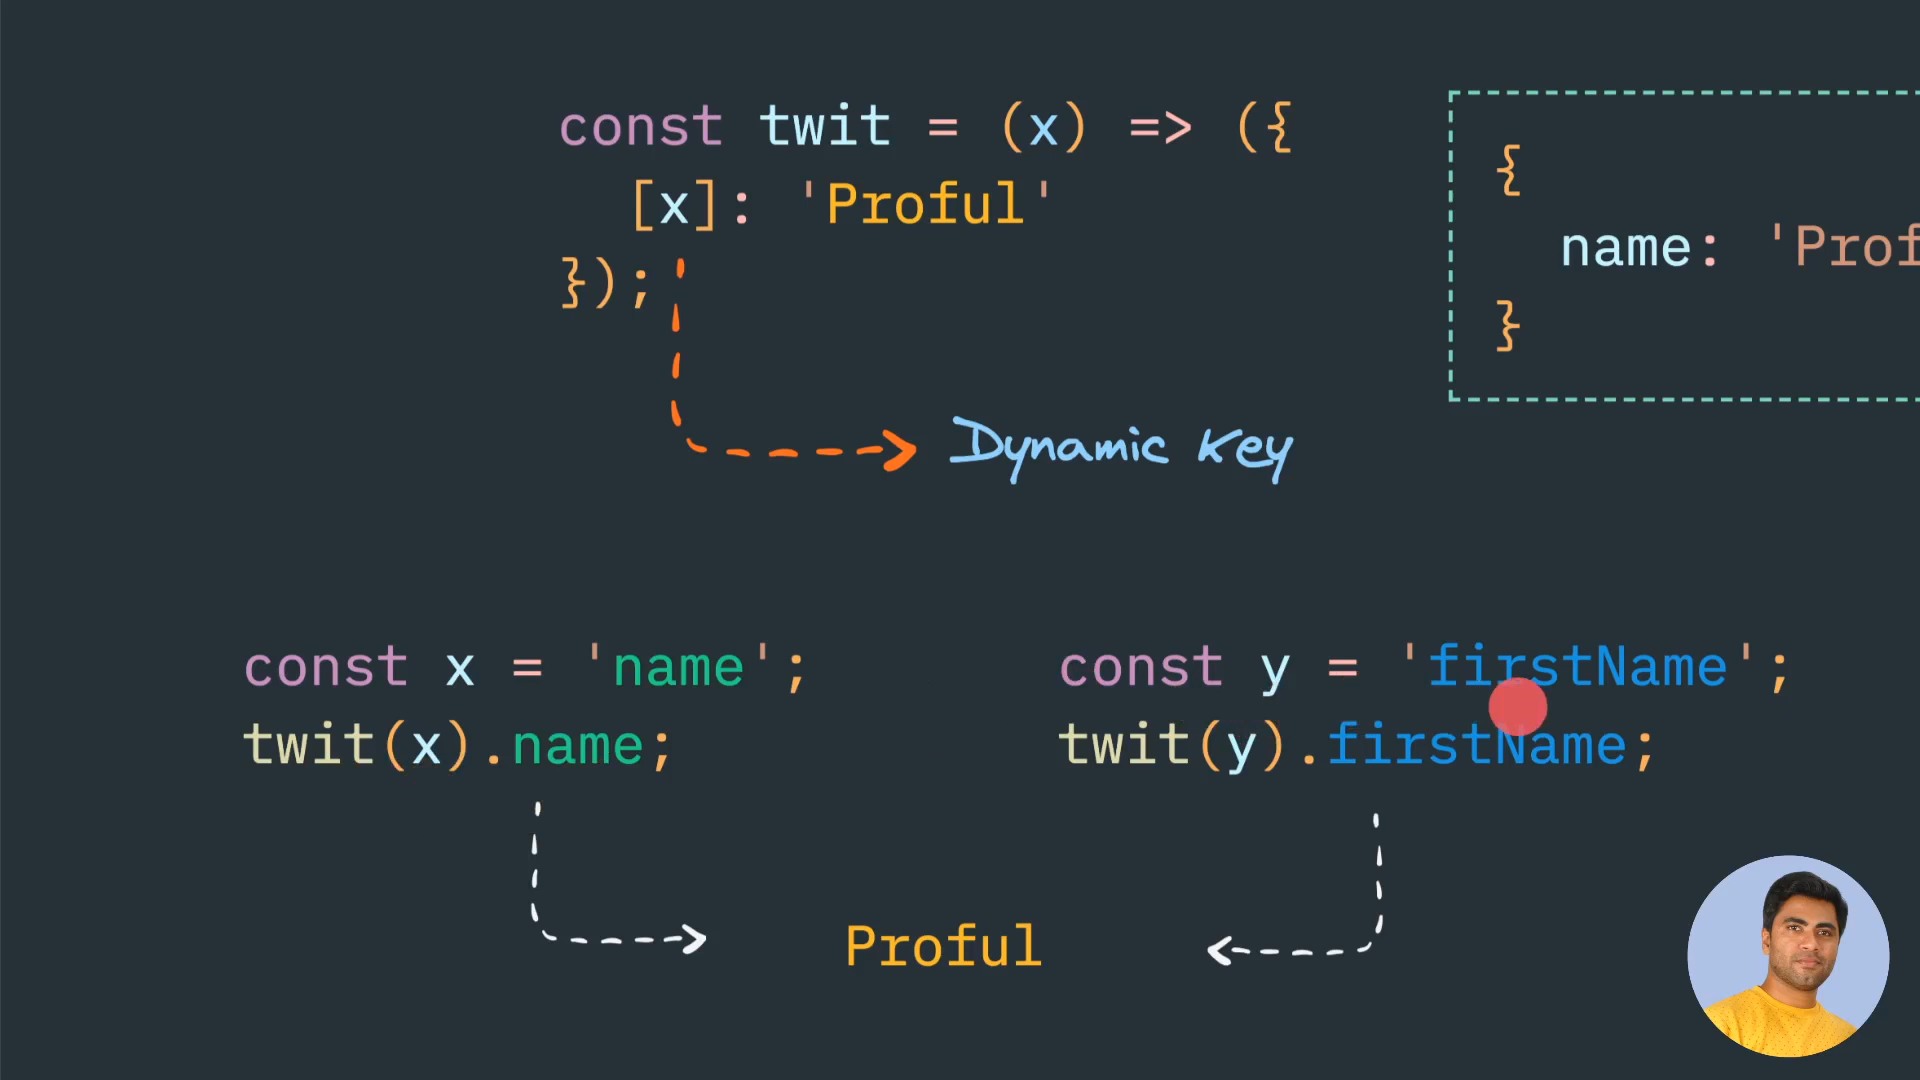 const twit = (x) => ({
[x]: 'Proful'
});
{
name: 'Prof
}
Dynamic Key
const x = 'name';
twit(x).name;
const y = 'firstName';
twit(y).firstName;
Proful